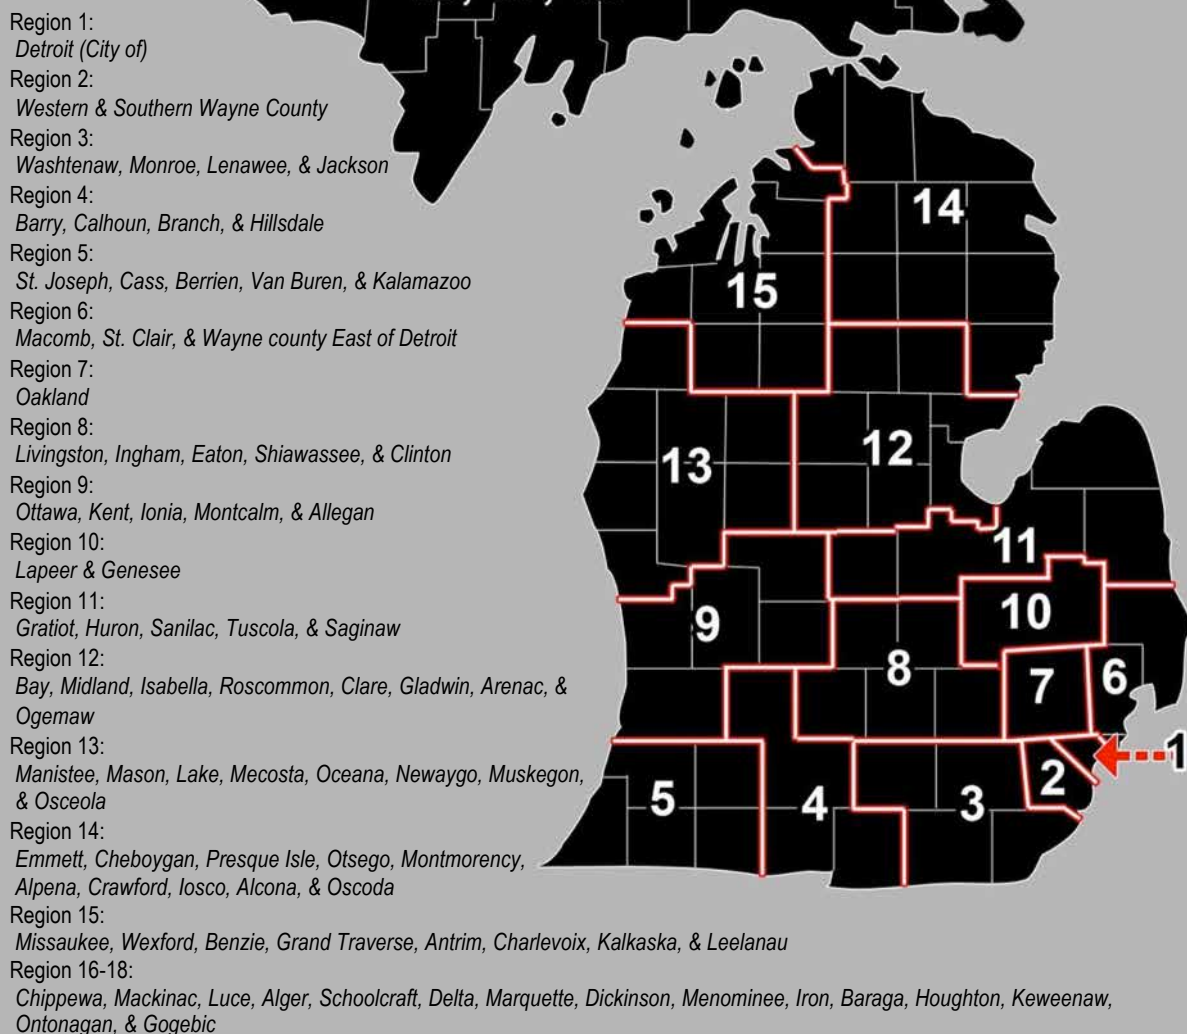 Region 1:
Detroit (City of)
Region 2:
Western & Southern Wayne County
Region 3:
Washtenaw, Monroe, Lenawee, & Jackson
Region 4:
Barry, Calhoun, Branch, & Hillsdale
Region 5:
St. Joseph, Cass, Berrien, Van Buren, & Kalamazoo
Region 6:
Macomb, St. Clair, & Wayne county East of Detroit
Region 7:
Oakland
Region 8:
Livingston, Ingham, Eaton, Shiawassee, & Clinton
Region 9:
Ottawa, Kent, Ionia, Montcalm, & Allegan
Region 10:
Lapeer & Genesee
Region 11:
Gratiot, Huron, Sanilac, Tuscola, & Saginaw
Region 12:
Bay, Midland, Isabella, Roscommon, Clare, Gladwin, Arenac, &
Ogemaw
Region 13:
Manistee, Mason, Lake, Mecosta, Oceana, Newaygo, Muskegon,
& Osceola
Region 14:
Emmett, Cheboygan, Presque Isle, Otsego, Montmorency,
Alpena, Crawford, Iosco, Alcona, & Oscoda
Region 15:
Missaukee, Wexford, Benzie, Grand Traverse, Antrim, Charlevoix, Kalkaska, & Leelanau
Region 16-18:
Chippewa, Mackinac, Luce, Alger, Schoolcraft, Delta, Marquette, Dickinson, Menominee, Iron, Baraga, Houghton, Keweenaw,
Ontonagan, & Gogebic
14
15
12
13
11
10
9
8
7
6
1
2
5
4
3